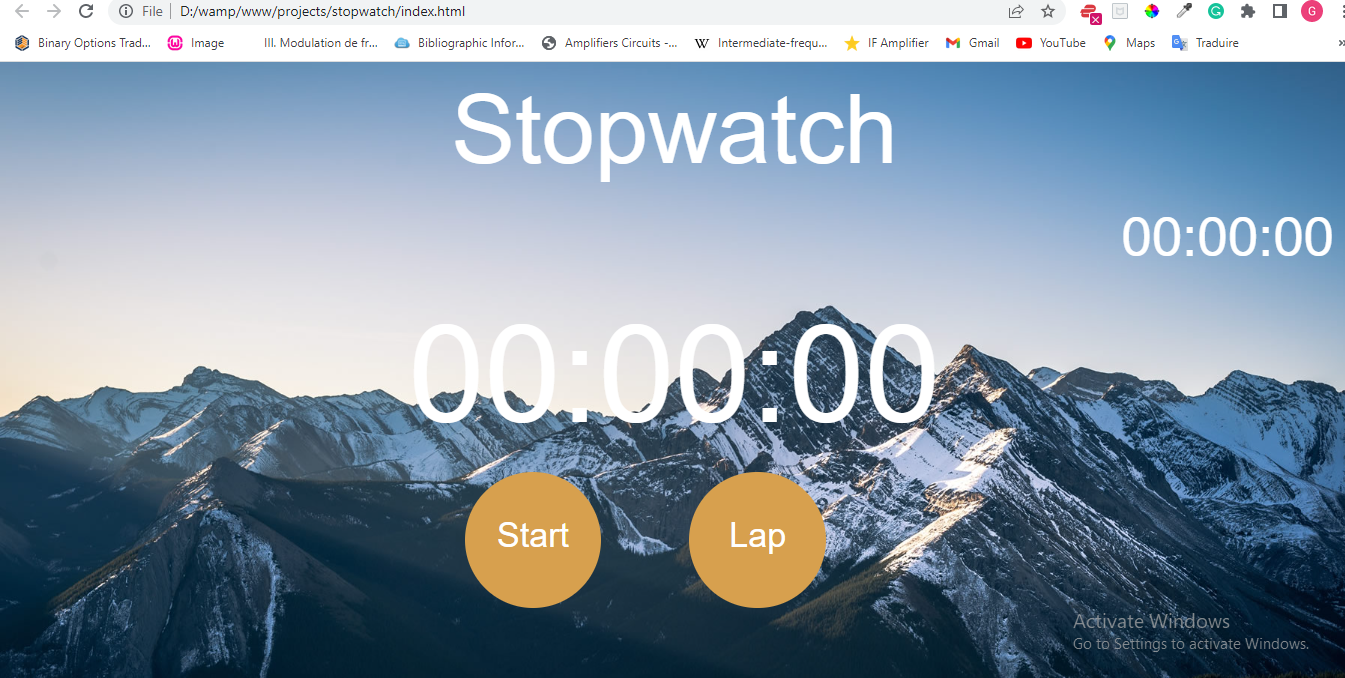 File | D:/wamp/www/projects/stopwatch/index.html
G
Binary Options Trad... Image III. Modulation de fr... Bibliographic Infor... Amplifiers Circuits -... W Intermediate-frequ... IF Amplifier Gmail YouTube Maps Traduire »
Stopwatch
00:00:00
00:00:00
Start Lap
Activate Windows
Go to Settings to activate Windows.